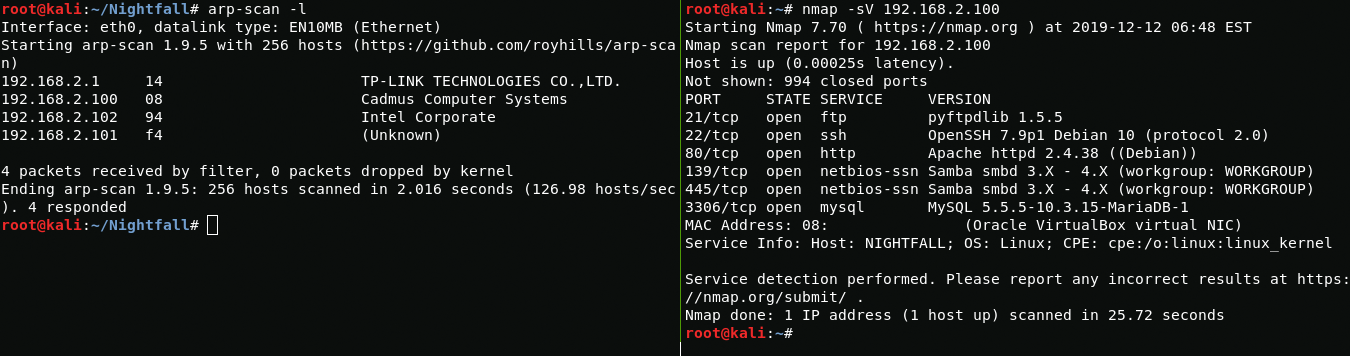 root@kali:~/Nightfall# arp-scan -l
Interface: eth0, datalink type: EN10MB (Ethernet)
Starting arp-scan 1.9.5 with 256 hosts (https://github.com/royhills/arp-sca
n)
192.168.2.1     14                      TP-LINK TECHNOLOGIES CO.,LTD.
192.168.2.100   08                      Cadmus Computer Systems
192.168.2.102   94                      Intel Corporate
192.168.2.101   f4                      (Unknown)
4 packets received by filter, 0 packets dropped by kernel
Ending arp-scan 1.9.5: 256 hosts scanned in 2.016 seconds (126.98 hosts/sec
). 4 responded
root@kali:~/Nightfall#
root@kali:~# nmap -sV 192.168.2.100
Starting Nmap 7.70 ( https://nmap.org ) at 2019-12-12 06:48 EST
Nmap scan report for 192.168.2.100
Host is up (0.00025s latency).
Not shown: 994 closed ports
PORT     STATE SERVICE     VERSION
21/tcp   open  ftp         pyftpdlib 1.5.5
22/tcp   open  ssh         OpenSSH 7.9p1 Debian 10 (protocol 2.0)
80/tcp   open  http        Apache httpd 2.4.38 ((Debian))
139/tcp  open  netbios-ssn Samba smbd 3.X - 4.X (workgroup: WORKGROUP)
445/tcp  open  netbios-ssn Samba smbd 3.X - 4.X (workgroup: WORKGROUP)
3306/tcp open  mysql       MySQL 5.5.5-10.3.15-MariaDB-1
MAC Address: 08:               (Oracle VirtualBox virtual NIC)
Service Info: Host: NIGHTFALL; OS: Linux; CPE: cpe:/o:linux:linux_kernel
Service detection performed. Please report any incorrect results at https:
//nmap.org/submit/ .
Nmap done: 1 IP address (1 host up) scanned in 25.72 seconds
root@kali:~#